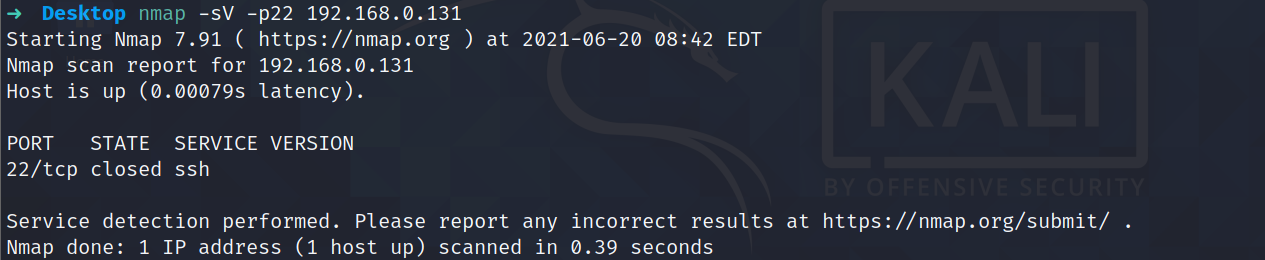 → Desktop nmap -sV -p22 192.168.0.131
Starting Nmap 7.91 ( https://nmap.org ) at 2021-06-20 08:42 EDT
Nmap scan report for 192.168.0.131
Host is up (0.00079s latency).
PORT   STATE  SERVICE VERSION
22/tcp closed ssh
Service detection performed. Please report any incorrect results at https://nmap.org/submit/ .
Nmap done: 1 IP address (1 host up) scanned in 0.39 seconds
KALI
BY OFFENSIVE SECURITY